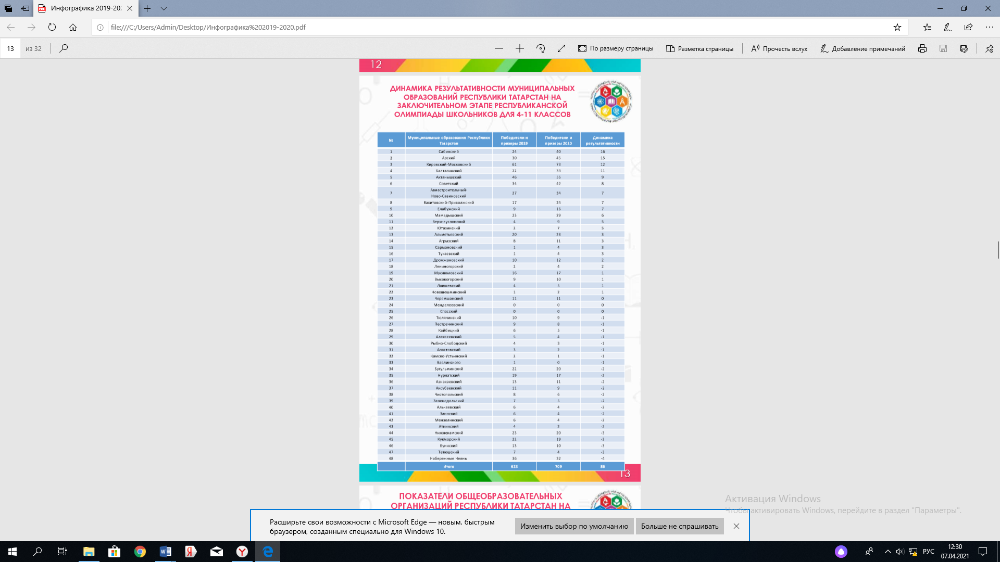 Инфографика 2019-202
file:///C:/Users/Admin/Desktop/Инфографика%202019-2020.pdf
13 из 32 По размеру страницы Разметка страницы Прочесть вслух Добавление примечаний
12
ДИНАМИКА РЕЗУЛЬТАТИВНОСТИ МУНИЦИПАЛЬНЫХ
ОБРАЗОВАНИЙ РЕСПУБЛИКИ ТАТАРСТАН НА
ЗАКЛЮЧИТЕЛЬНОМ ЭТАПЕ РЕСПУБЛИКАНСКОЙ
ОЛИМПИАДЫ ШКОЛЬНИКОВ ДЛЯ 4-11 КЛАССОВ
№ Муниципальные образования Республики Татарстан Победители и призеры 2019 Победители и призеры 2020 Динамика результативности
1 Сабинский 24 40 16
2 Арский 30 45 15
3 Кировский-Московский 61 73 12
4 Балтасинский 22 33 11
5 Актанышский 46 55 9
6 Советский 34 42 8
7 Авиастроительный-Ново-Савиновский 27 34 7
8 Вахитовский-Приволжский 17 24 7
9 Елабужский 9 16 7
10 Мамадышский 23 29 6
11 Верхнеуслонский 4 9 5
12 Ютазинский 2 7 5
13 Альметьевский 20 23 3
14 Агрызский 8 11 3
15 Сармановский 1 4 3
16 Тукаевский 1 4 3
17 Дрожжановский 10 12 2
18 Лениногорский 2 4 2
19 Муслюмовский 16 17 1
20 Высокогорский 9 10 1
21 Лаишевский 4 5 1
22 Новошешминский 1 2 1
23 Черемшанский 11 11 0
24 Менделеевский 0 0 0
25 Спасский 0 0 0
26 Тюлячинский 10 9 -1
27 Пестречинский 9 8 -1
28 Кайбицкий 6 5 -1
29 Алексеевский 5 4 -1
30 Рыбно-Слободский 4 3 -1
31 Апастовский 3 2 -1
32 Камско-Устьинский 2 1 -1
33 Бавлинского 1 0 -1
34 Бугульминский 22 20 -2
35 Нурлатский 19 17 -2
36 Азнакаевский 13 11 -2
37 Аксубаевский 11 9 -2
38 Чистопольский 8 6 -2
39 Зеленодольский 7 5 -2
40 Алькеевский 6 4 -2
41 Заинский 6 4 -2
42 Мензелинский 6 4 -2
43 Атнинский 4 2 -2
44 Нижнекамский 23 20 -3
45 Кукморский 22 19 -3
46 Буинский 13 10 -3
47 Тетюшский 7 4 -3
48 Набережные Челны 36 32 -4
Итого 623 709 86
13
ПОКАЗАТЕЛИ ОБЩЕОБРАЗОВАТЕЛЬНЫХ
ОРГАНИЗАЦИЙ РЕСПУБЛИКИ ТАТАРСТАН НА
Активация Windows
Чтобы активировать Windows, перейдите в раздел "Параметры".
Расширьте свои возможности с Microsoft Edge — новым, быстрым
браузером, созданным специально для Windows 10.
Изменить выбор по умолчанию Больше не спрашивать
РУС
12:30
07.04.2021